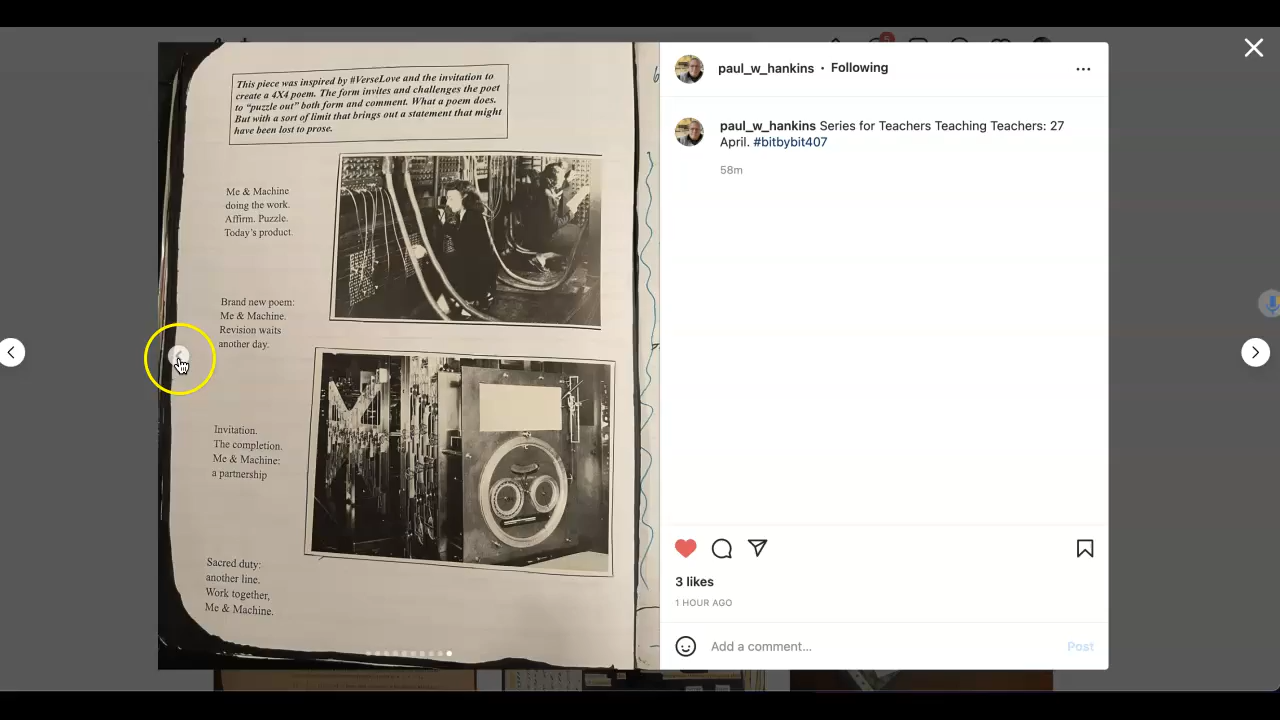 This piece was inspired by #VerseLove and the invitation to
create a 4X4 poem. The form invites and challenges the poet
to "puzzle out" both form and comment. What a poem does.
But with a sort of limit that brings out a statement that might
have been lost to prose.
Me & Machine
doing the work.
Affirm. Puzzle.
Today's product.
Brand new poem:
Me & Machine.
Revision waits
another day.
Invitation.
The completion.
Me & Machine:
a partnership
Sacred duty:
another line.
Work together,
Me & Machine.
paul_w_hankins • Following
paul_w_hankins Series for Teachers Teaching Teachers: 27
April. #bitbybit407
58m
3 likes
1 HOUR AGO
Add a comment...
Post